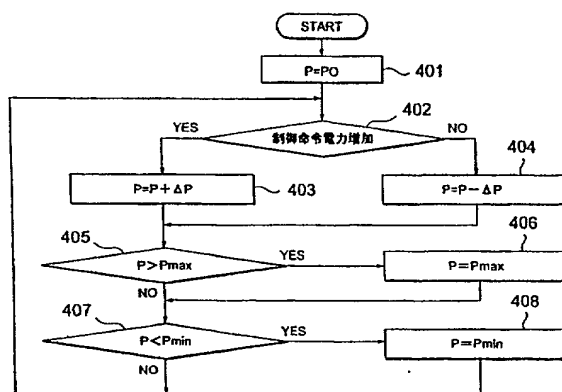 START
P=PO
401
402
制御命令電力増加
YES
NO
P=P+ΔP
403
404
P=P−ΔP
405
P>Pmax
YES
406
P=Pmax
NO
407
P<Pmin
YES
408
P=Pmin
NO